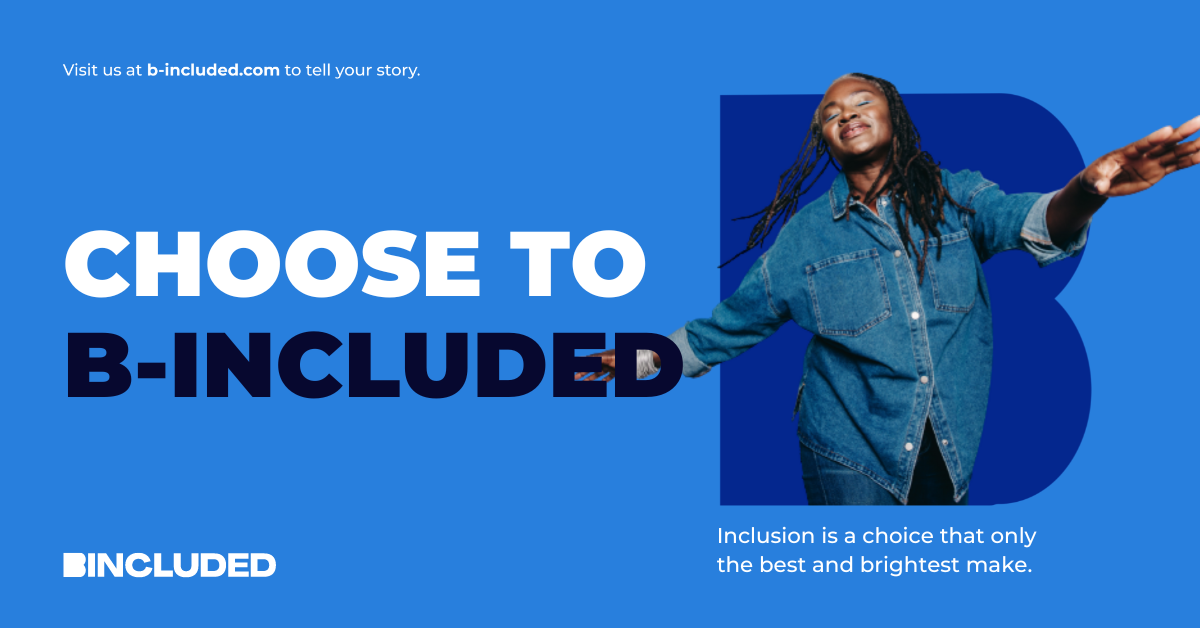 Visit us at b-included.com to tell your story.
CHOOSE TO
B-INCLUDED
Inclusion is a choice that only
the best and brightest make.
BINCLUDED